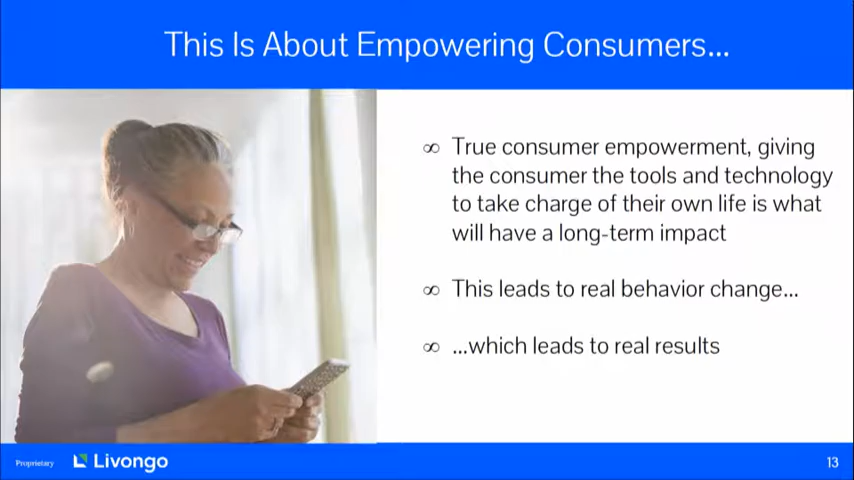 This Is About Empowering Consumers...
∞ True consumer empowerment, giving
the consumer the tools and technology
to take charge of their own life is what
will have a long-term impact
∞ This leads to real behavior change...
∞ ...which leads to real results
Proprietary
Livongo
13